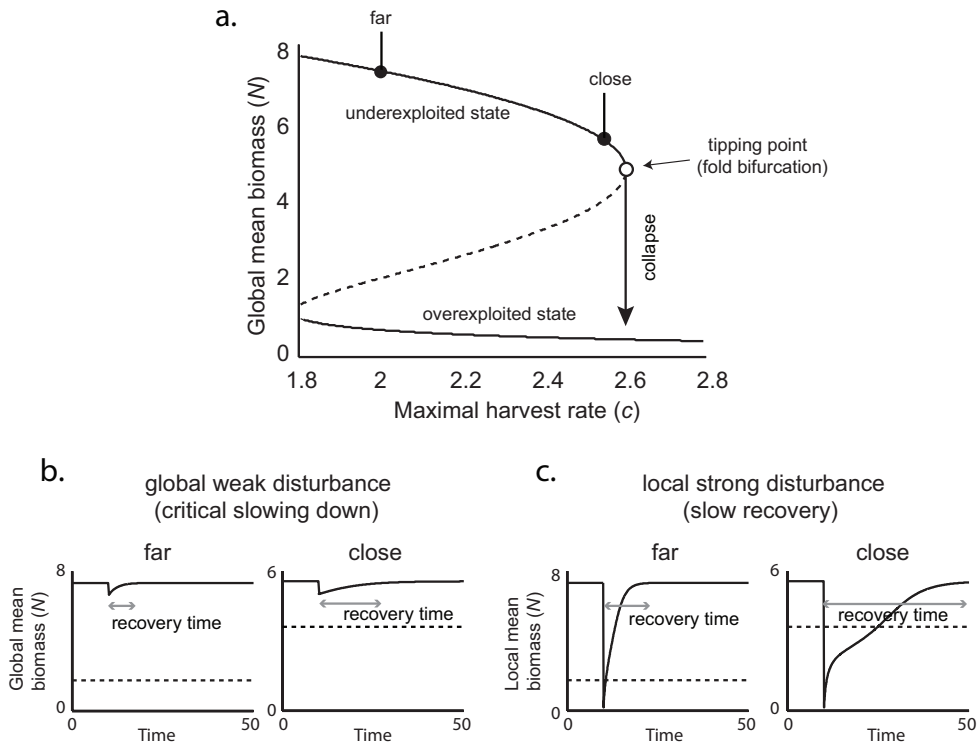 a.
far
close
8
6
4
2
0
Global mean biomass (N)
underexploited state
tipping point
(fold bifurcation)
collapse
overexploited state
1.8 2 2.2 2.4 2.6 2.8
Maximal harvest rate (c)
b.
global weak disturbance
(critical slowing down)
far
close
8
0
Global mean
biomass (N)
recovery time
0 50
Time
6
0
recovery time
0 50
Time
c.
local strong disturbance
(slow recovery)
far
close
8
0
Local mean
biomass (N)
recovery time
0 50
Time
6
0
recovery time
0 50
Time